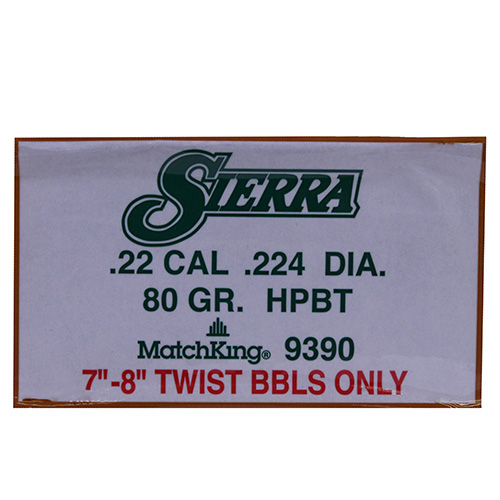 SIERRA
.22 CAL .224 DIA.
80 GR. HPBT
MatchKing® 9390
7"-8" TWIST BBLS ONLY